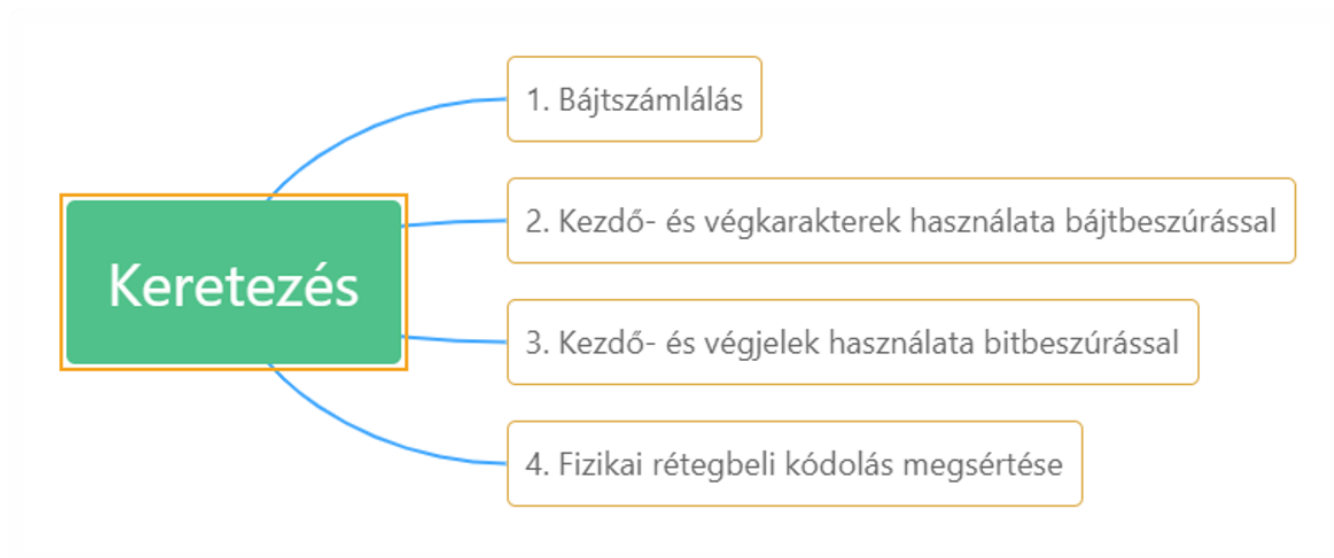 Keretezés
1. Bájtszámlálás
2. Kezdő- és végkarakterek használata bájtbeszúrással
3. Kezdő- és végjelek használata bitbeszúrással
4. Fizikai rétegbeli kódolás megsértése